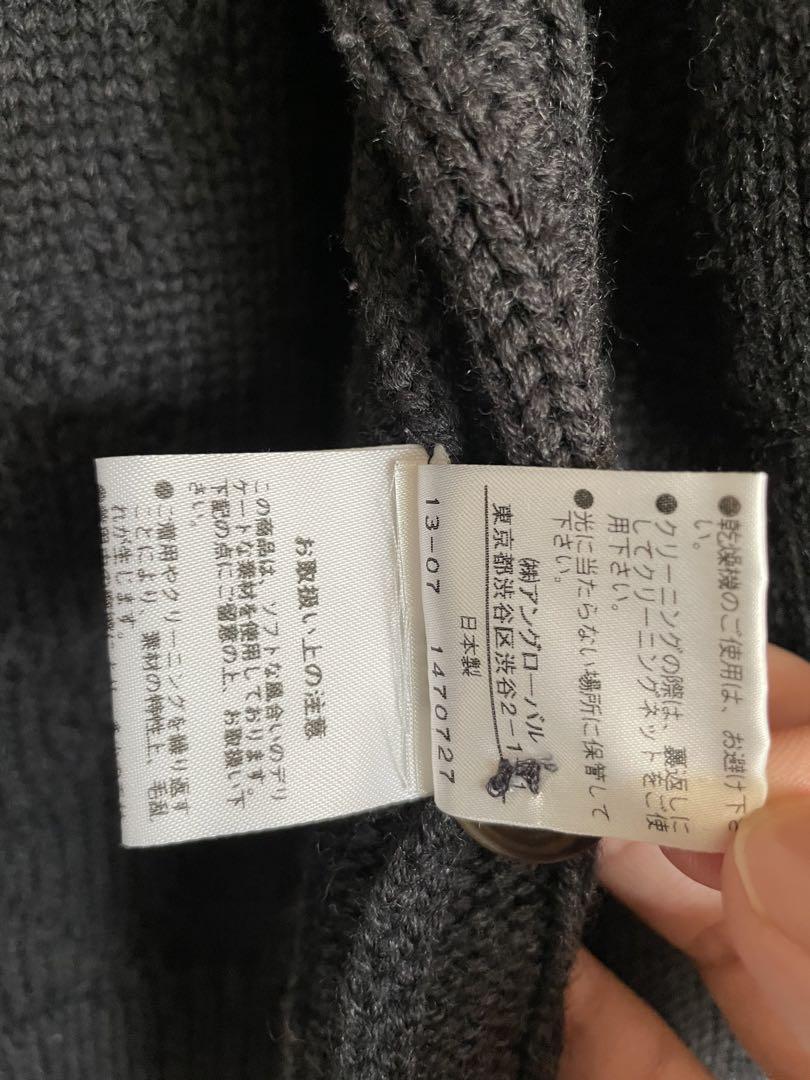 お取扱い上の注意
この商品は、ソフトな風合いのデリ
ケートな素材を使用しております。
下記の点にご留意の上、お取扱い下
さい。
●ご着用やクリーニングを繰り返す
ことにより、素材の特性上、毛乱
れが生じます。
●乾燥機のご使用は、お避け下さ
い。
●クリーニングの際は、裏返しに
してクリーニングネットをご使
用下さい。
●光に当たらない場所に保管して
下さい。
㈱アングローバル
東京都渋谷区渋谷2-1
日本製
13-07 1470727